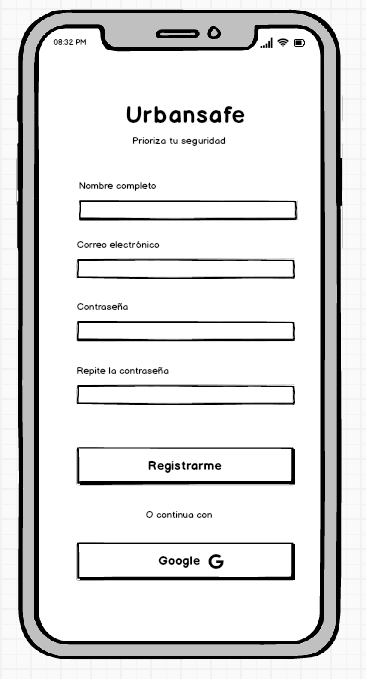 08:32 PM
Urbansafe
Prioriza tu seguridad
Nombre completo
Correo electrónico
Contraseña
Repite la contraseña
Registrarme
O continua con
Google G